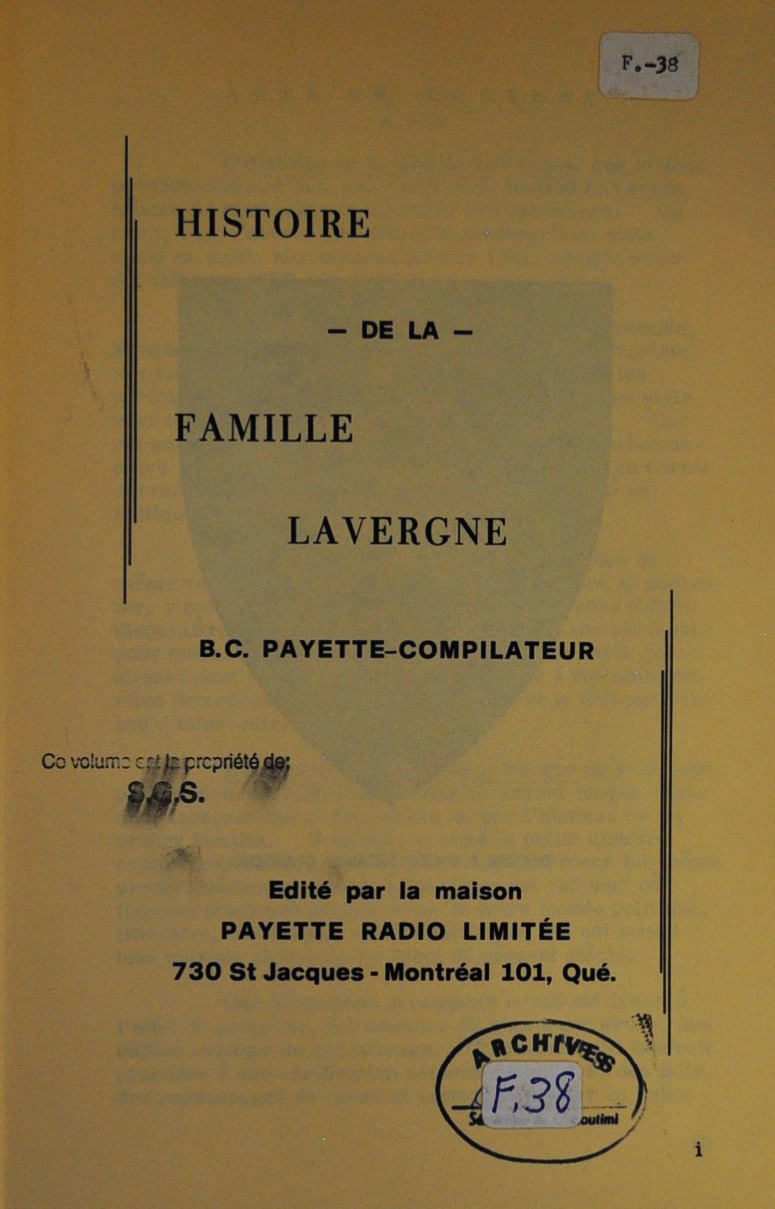 F.-38
HISTOIRE
– DE LA –
FAMILLE
LAVERGNE
B.C. PAYETTE–COMPILATEUR
Ce volume est la propriété de:
S.G.S.
Edité par la maison
PAYETTE RADIO LIMITÉE
730 St Jacques - Montréal 101, Qué.
ARCHIVES
F.38
outimi
i